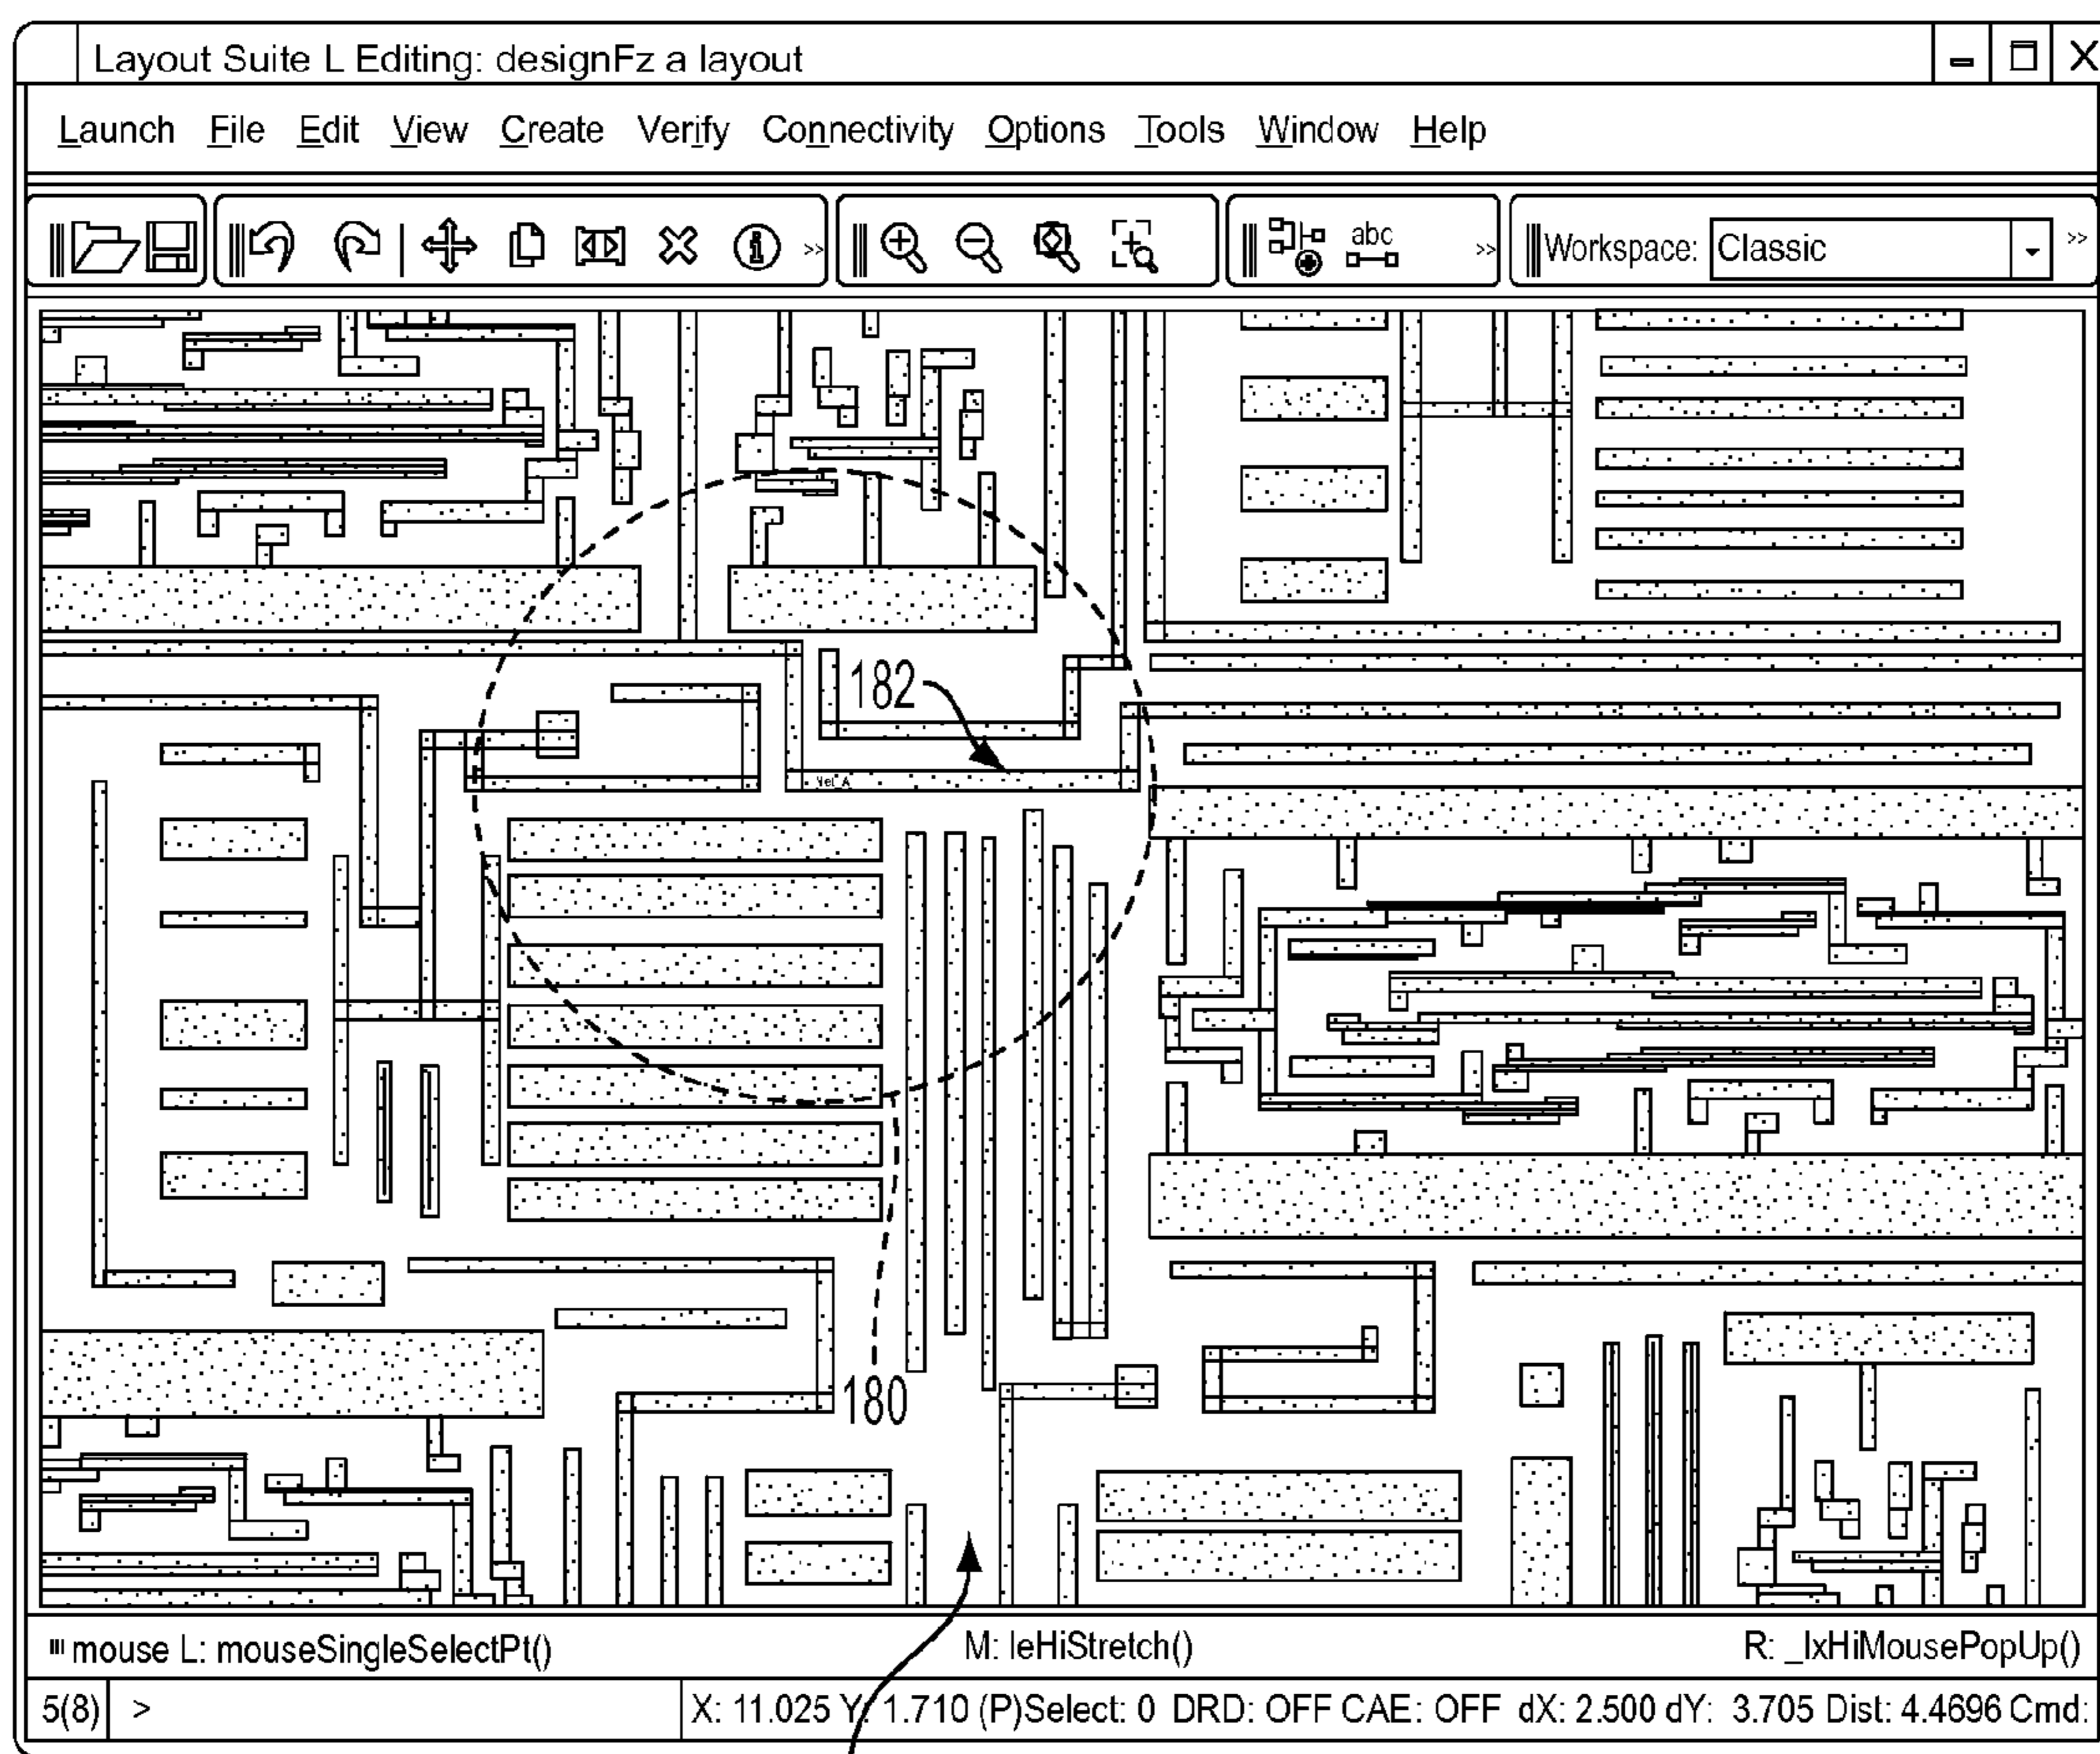 Layout Suite L Editing: designFz a layout
Launch File Edit View Create Verify Connectivity Options Tools Window Help
abc
Workspace: Classic
182
Net_A
180
mouse L: mouseSingleSelectPt() M: leHiStretch() R: _lxHiMousePopUp()
5(8) > X: 11.025 Y: 1.710 (P)Select: 0 DRD: OFF CAE: OFF dX: 2.500 dY: 3.705 Dist: 4.4696 Cmd: